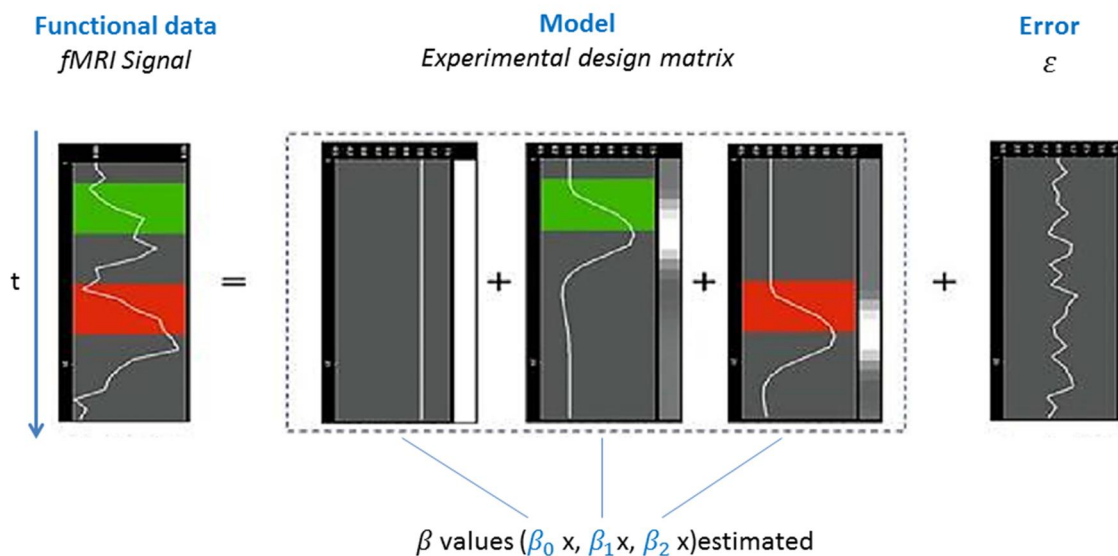 Functional data
fMRI Signal
Model
Experimental design matrix
Error
ε
t
=
+
+
+
β values (β₀ x, β₁x, β₂ x)estimated